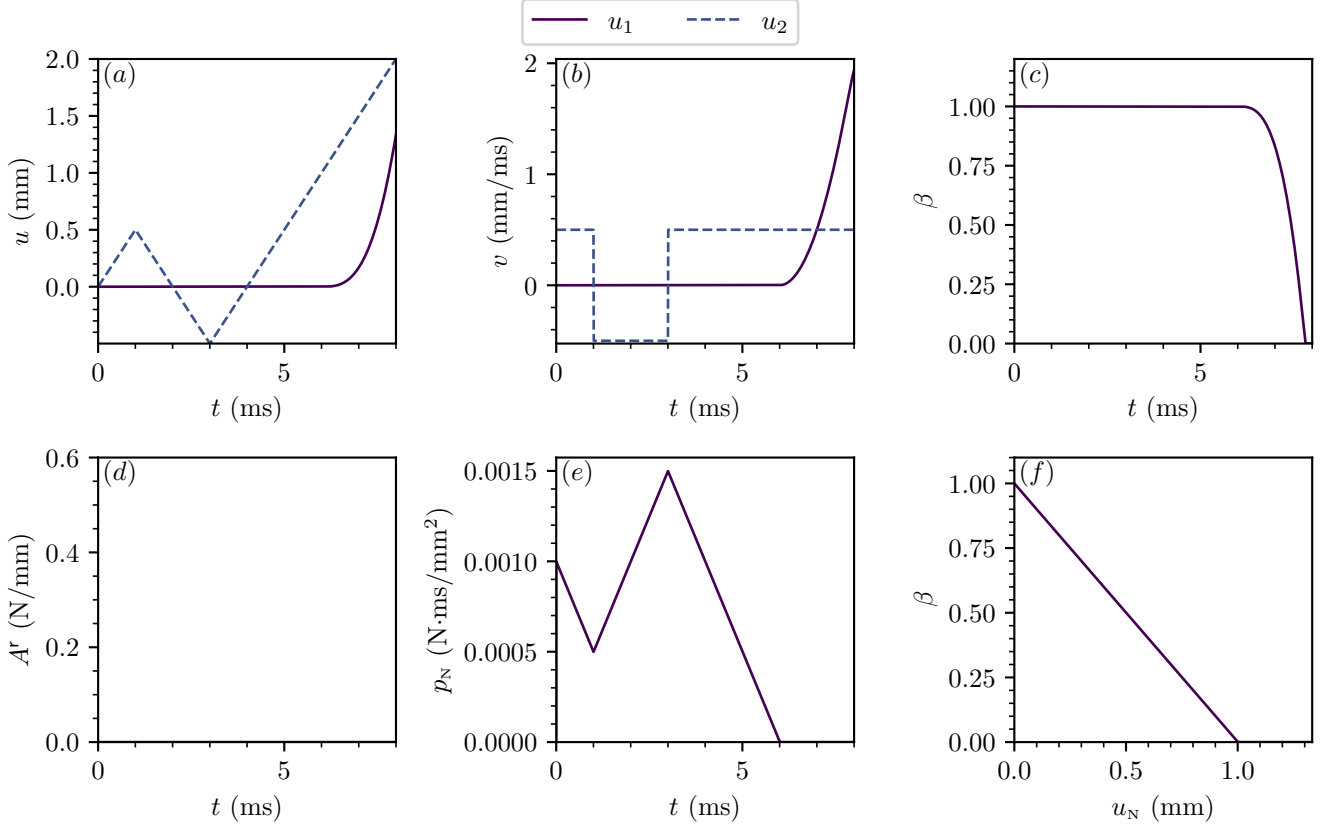 u₁ u₂
(a)
2.0
1.5
1.0
0.5
0.0
u (mm)
0 5
t (ms)
(b)
2
1
0
v (mm/ms)
0 5
t (ms)
(c)
1.00
0.75
0.50
0.25
0.00
β
0 5
t (ms)
(d)
0.6
0.4
0.2
0.0
Aʳ (N/mm)
0 5
t (ms)
(e)
0.0015
0.0010
0.0005
0.0000
p_N (N·ms/mm²)
0 5
t (ms)
(f)
1.00
0.75
0.50
0.25
0.00
β
0.0 0.5 1.0
u_N (mm)